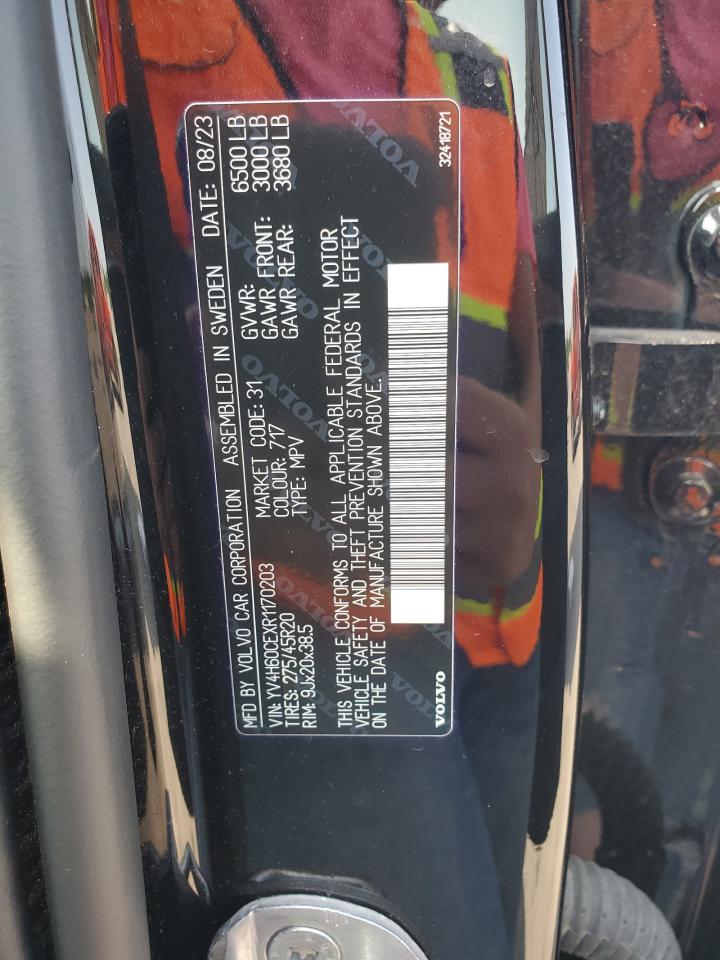 MFD BY VOLVO CAR CORPORATION ASSEMBLED IN SWEDEN DATE: 08/23
VIN: YV4H60CEXR1170203 MARKET CODE: 31 GVWR: 6500 LB
TIRES: 275/45R20 COLOUR: 717 GAWR FRONT: 3000 LB
RIM: 9Jx20x38.5 TYPE: MPV GAWR REAR: 3680 LB
THIS VEHICLE CONFORMS TO ALL APPLICABLE FEDERAL MOTOR
VEHICLE SAFETY AND THEFT PREVENTION STANDARDS IN EFFECT
ON THE DATE OF MANUFACTURE SHOWN ABOVE.
VOLVO 32418721